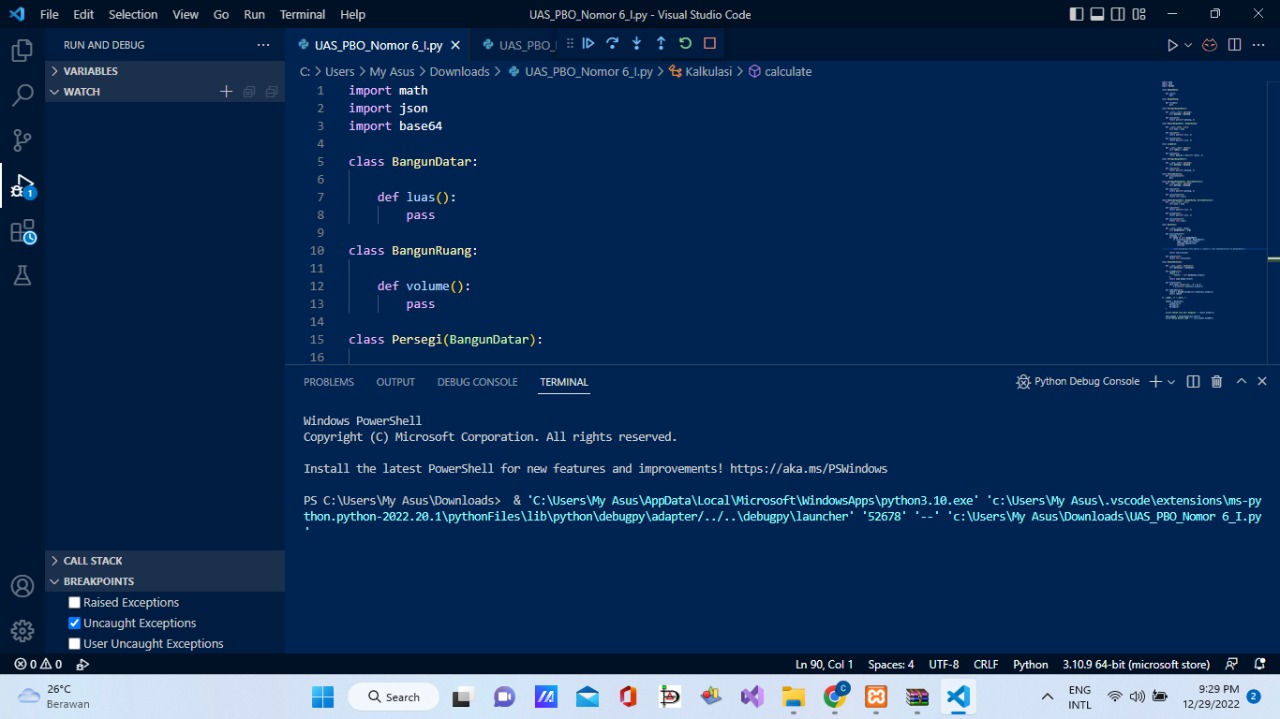 File Edit Selection View Go Run Terminal Help UAS_PBO_Nomor 6_I.py - Visual Studio Code
RUN AND DEBUG
VARIABLES
WATCH
CALL STACK
BREAKPOINTS
Raised Exceptions
Uncaught Exceptions
User Uncaught Exceptions
UAS_PBO_Nomor 6_I.py UAS_PBO_
C: > Users > My Asus > Downloads > UAS_PBO_Nomor 6_I.py > Kalkulasi > calculate
1 import math
2 import json
3 import base64
4
5 class BangunDatar:
6
7 def luas():
8 pass
9
10 class BangunRuang:
11
12 def volume():
13 pass
14
15 class Persegi(BangunDatar):
16
PROBLEMS OUTPUT DEBUG CONSOLE TERMINAL Python Debug Console
Windows PowerShell
Copyright (C) Microsoft Corporation. All rights reserved.
Install the latest PowerShell for new features and improvements! https://aka.ms/PSWindows
PS C:\Users\My Asus\Downloads>  & 'C:\Users\My Asus\AppData\Local\Microsoft\WindowsApps\python3.10.exe' 'c:\Users\My Asus\.vscode\extensions\ms-py
thon.python-2022.20.1\pythonFiles\lib\python\debugpy\adapter/../..\debugpy\launcher' '52678' '--' 'c:\Users\My Asus\Downloads\UAS_PBO_Nomor 6_I.py
'
0 0 Ln 90, Col 1 Spaces: 4 UTF-8 CRLF Python 3.10.9 64-bit (microsoft store)
26°C
Berawan
Search
ENG
INTL
9:29 PM
12/29/2022
2